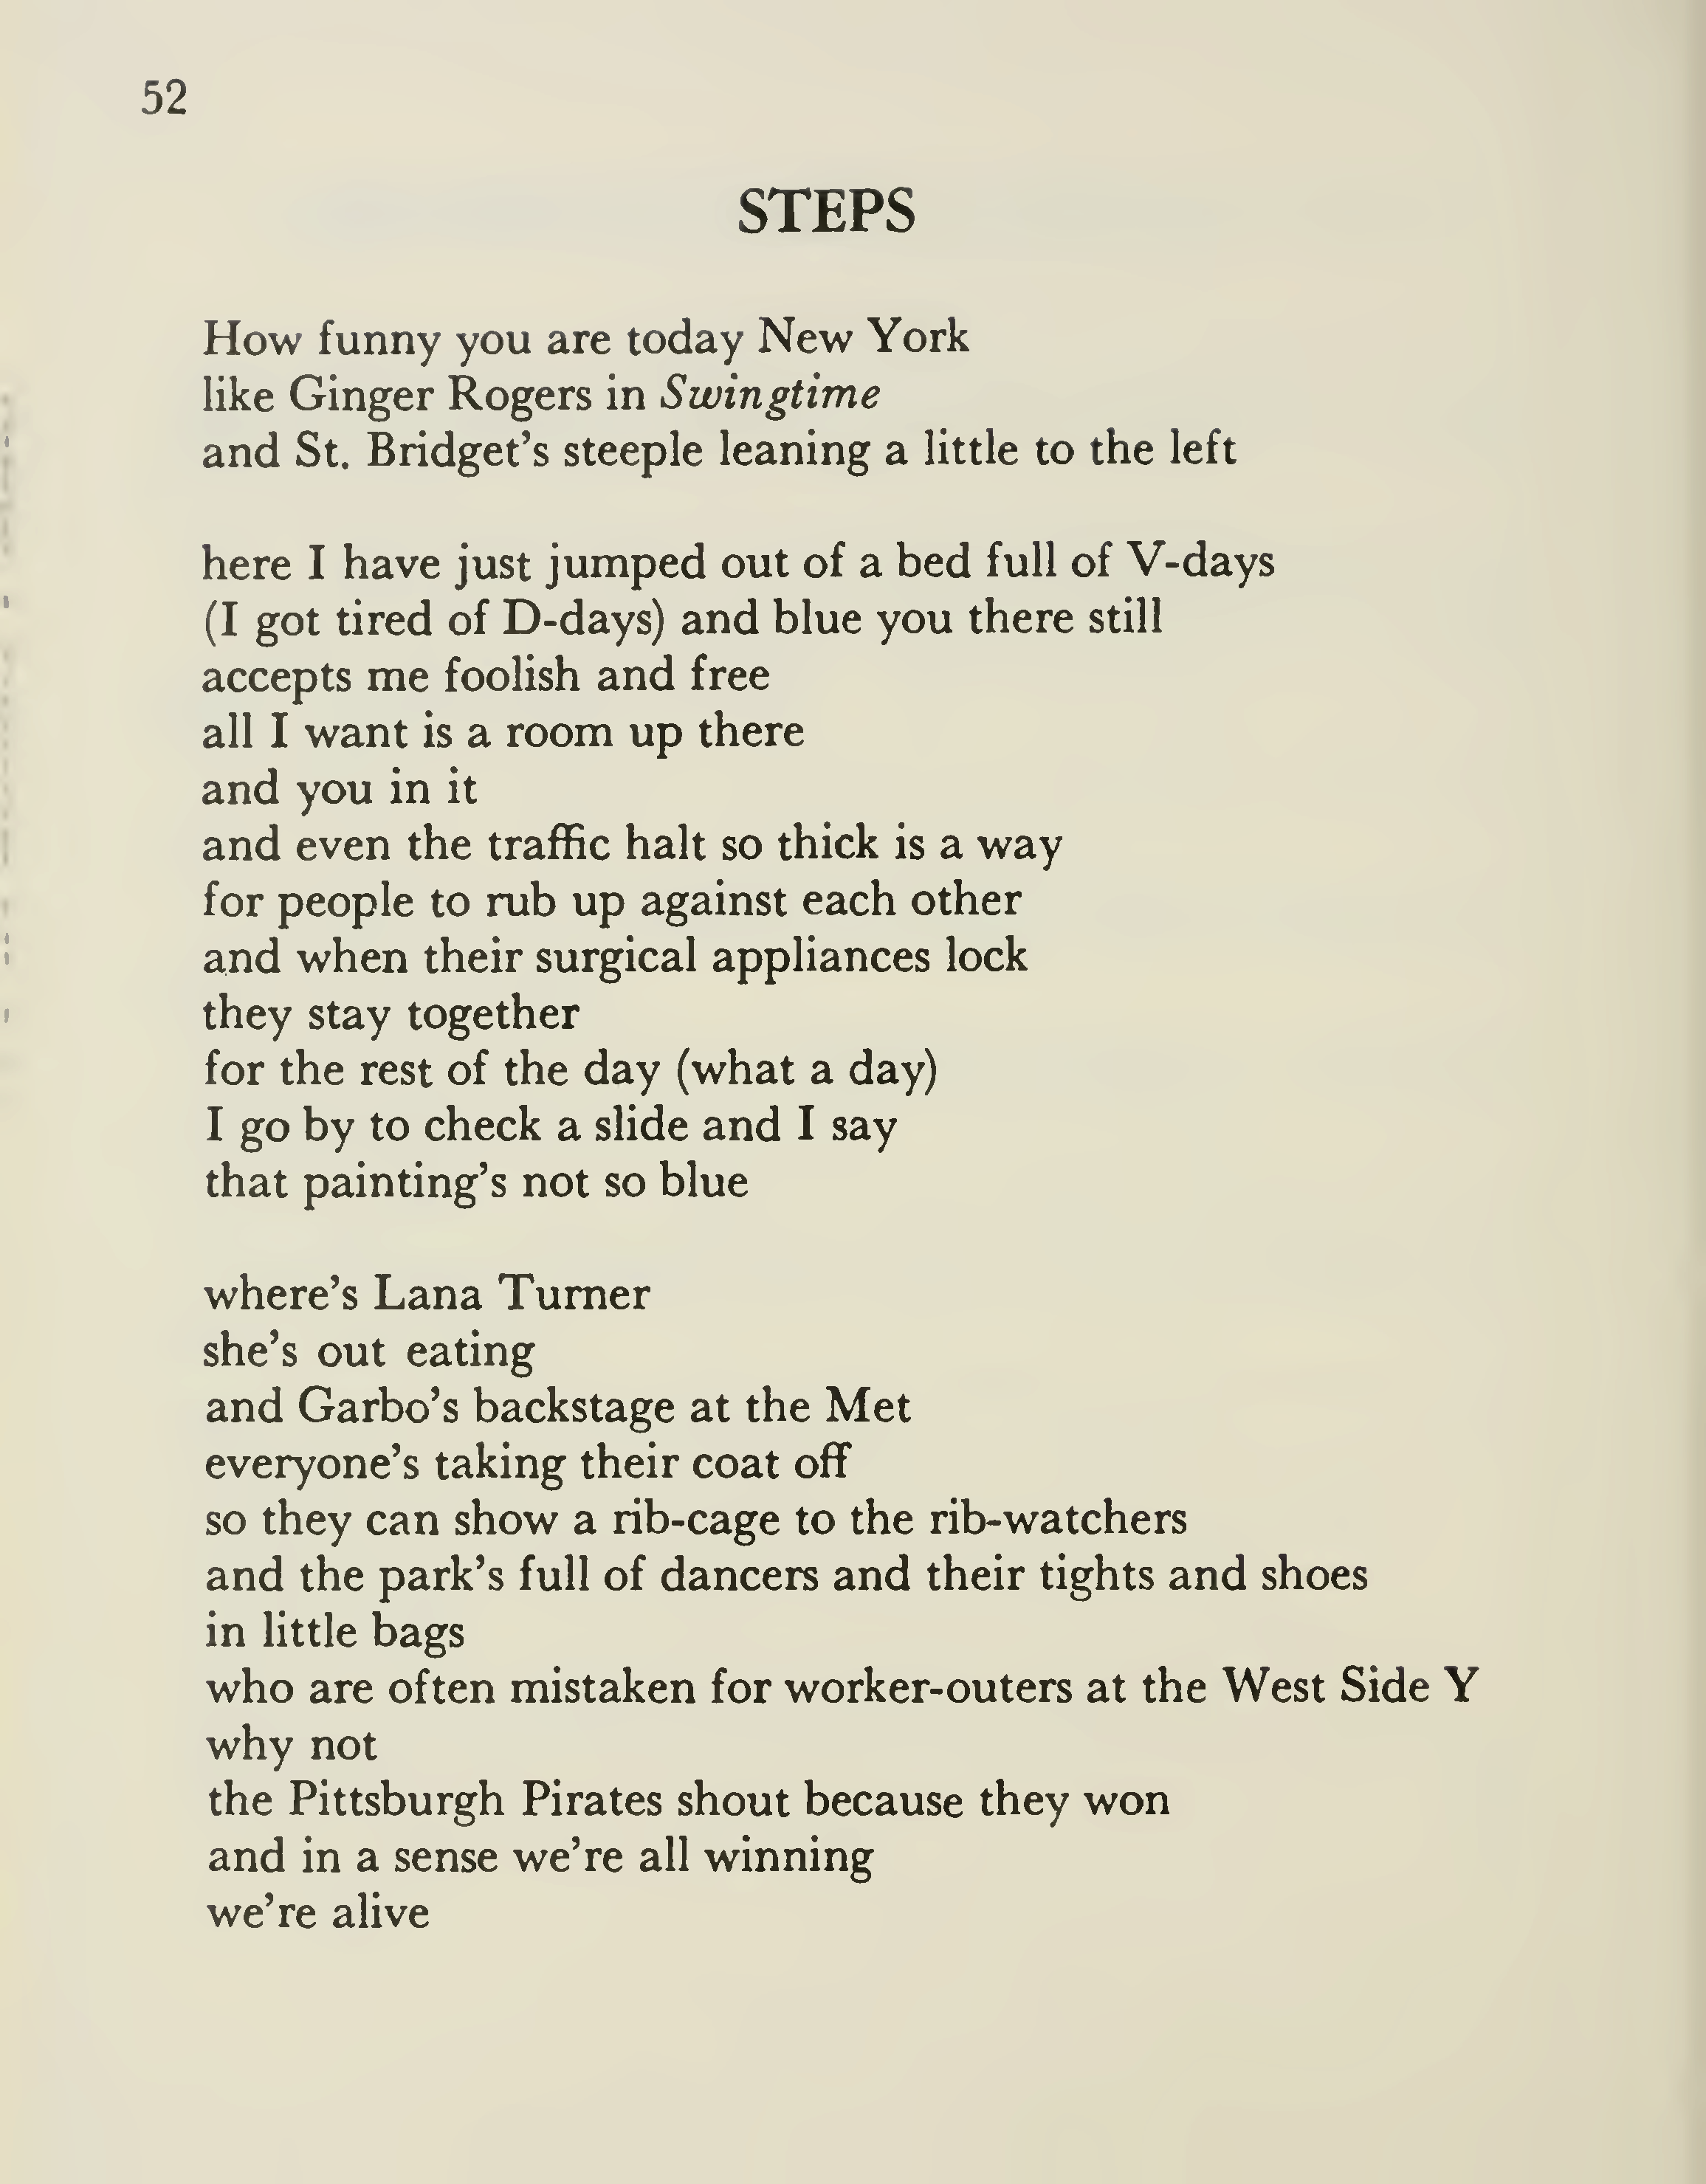 52
STEPS
How funny you are today New York
like Ginger Rogers in Swingtime
and St. Bridget’s steeple leaning a little to the left
here I have just jumped out of a bed full of V-days
(I got tired of D-days) and blue you there still
accepts me foolish and free
all I want is a room up there
and you in it
and even the traffic halt so thick is a way
for people to rub up against each other
and when their surgical appliances lock
they stay together
for the rest of the day (what a day)
I go by to check a slide and I say
that painting’s not so blue
where’s Lana Turner
she’s out eating
and Garbo’s backstage at the Met
everyone’s taking their coat off
so they can show a rib-cage to the rib-watchers
and the park’s full of dancers and their tights and shoes
in little bags
who are often mistaken for worker-outers at the West Side Y
why not
the Pittsburgh Pirates shout because they won
and in a sense we’re all winning
we’re alive